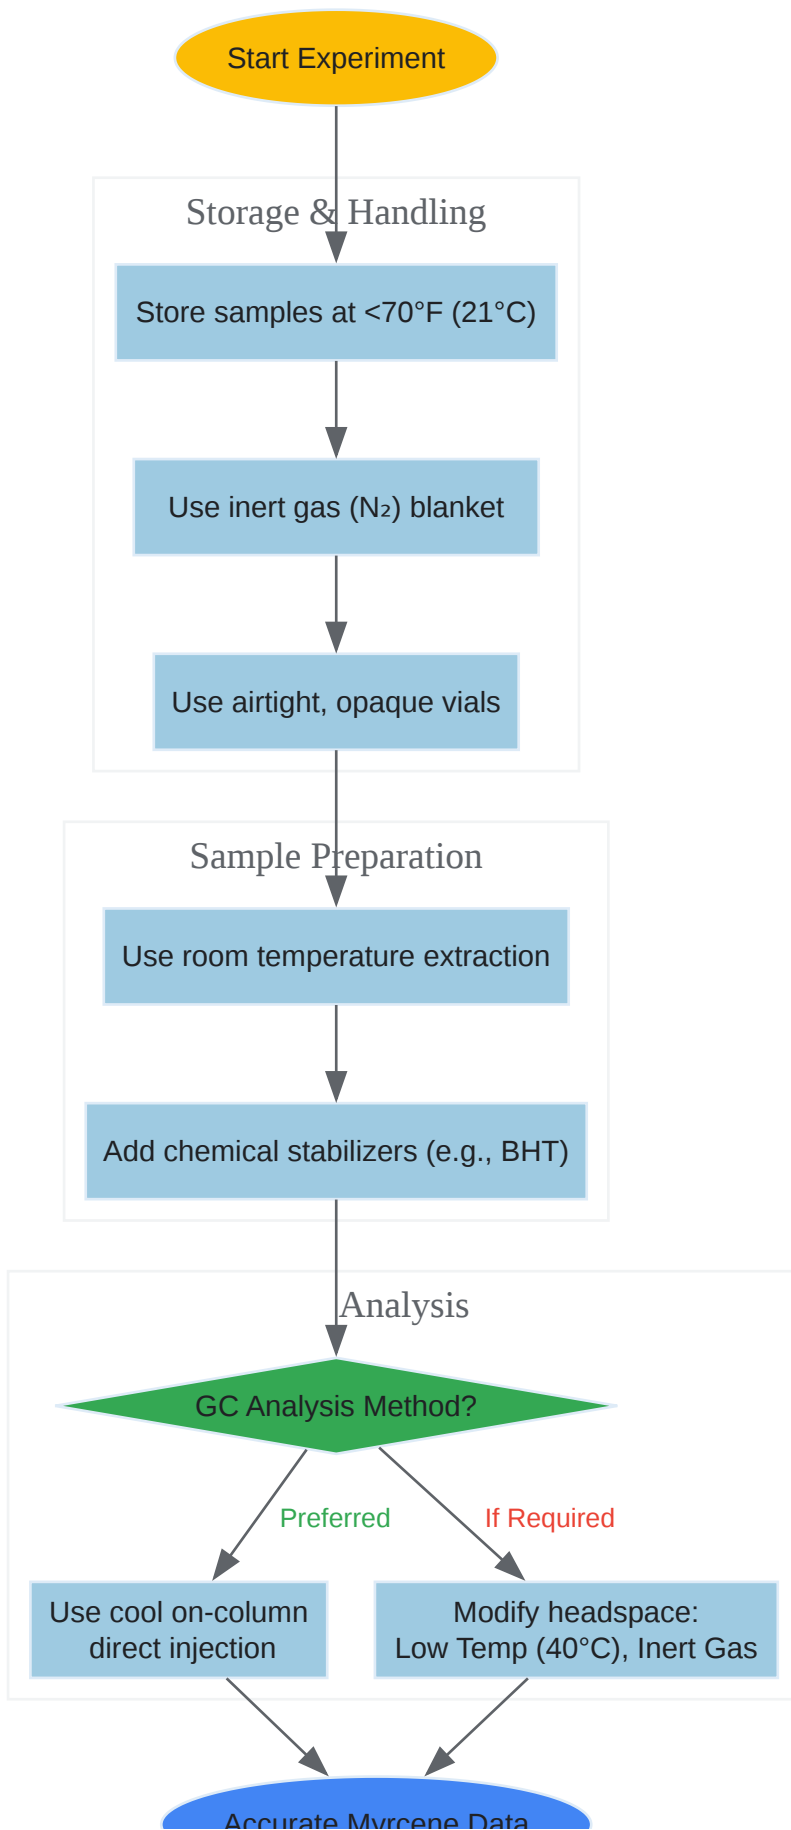 Start Experiment
Storage & Handling
Store samples at <70°F (21°C)
Use inert gas (N₂) blanket
Use airtight, opaque vials
Sample Preparation
Use room temperature extraction
Add chemical stabilizers (e.g., BHT)
Analysis
GC Analysis Method?
Preferred
If Required
Use cool on-column
direct injection
Modify headspace:
Low Temp (40°C), Inert Gas
Accurate Myrcene Data